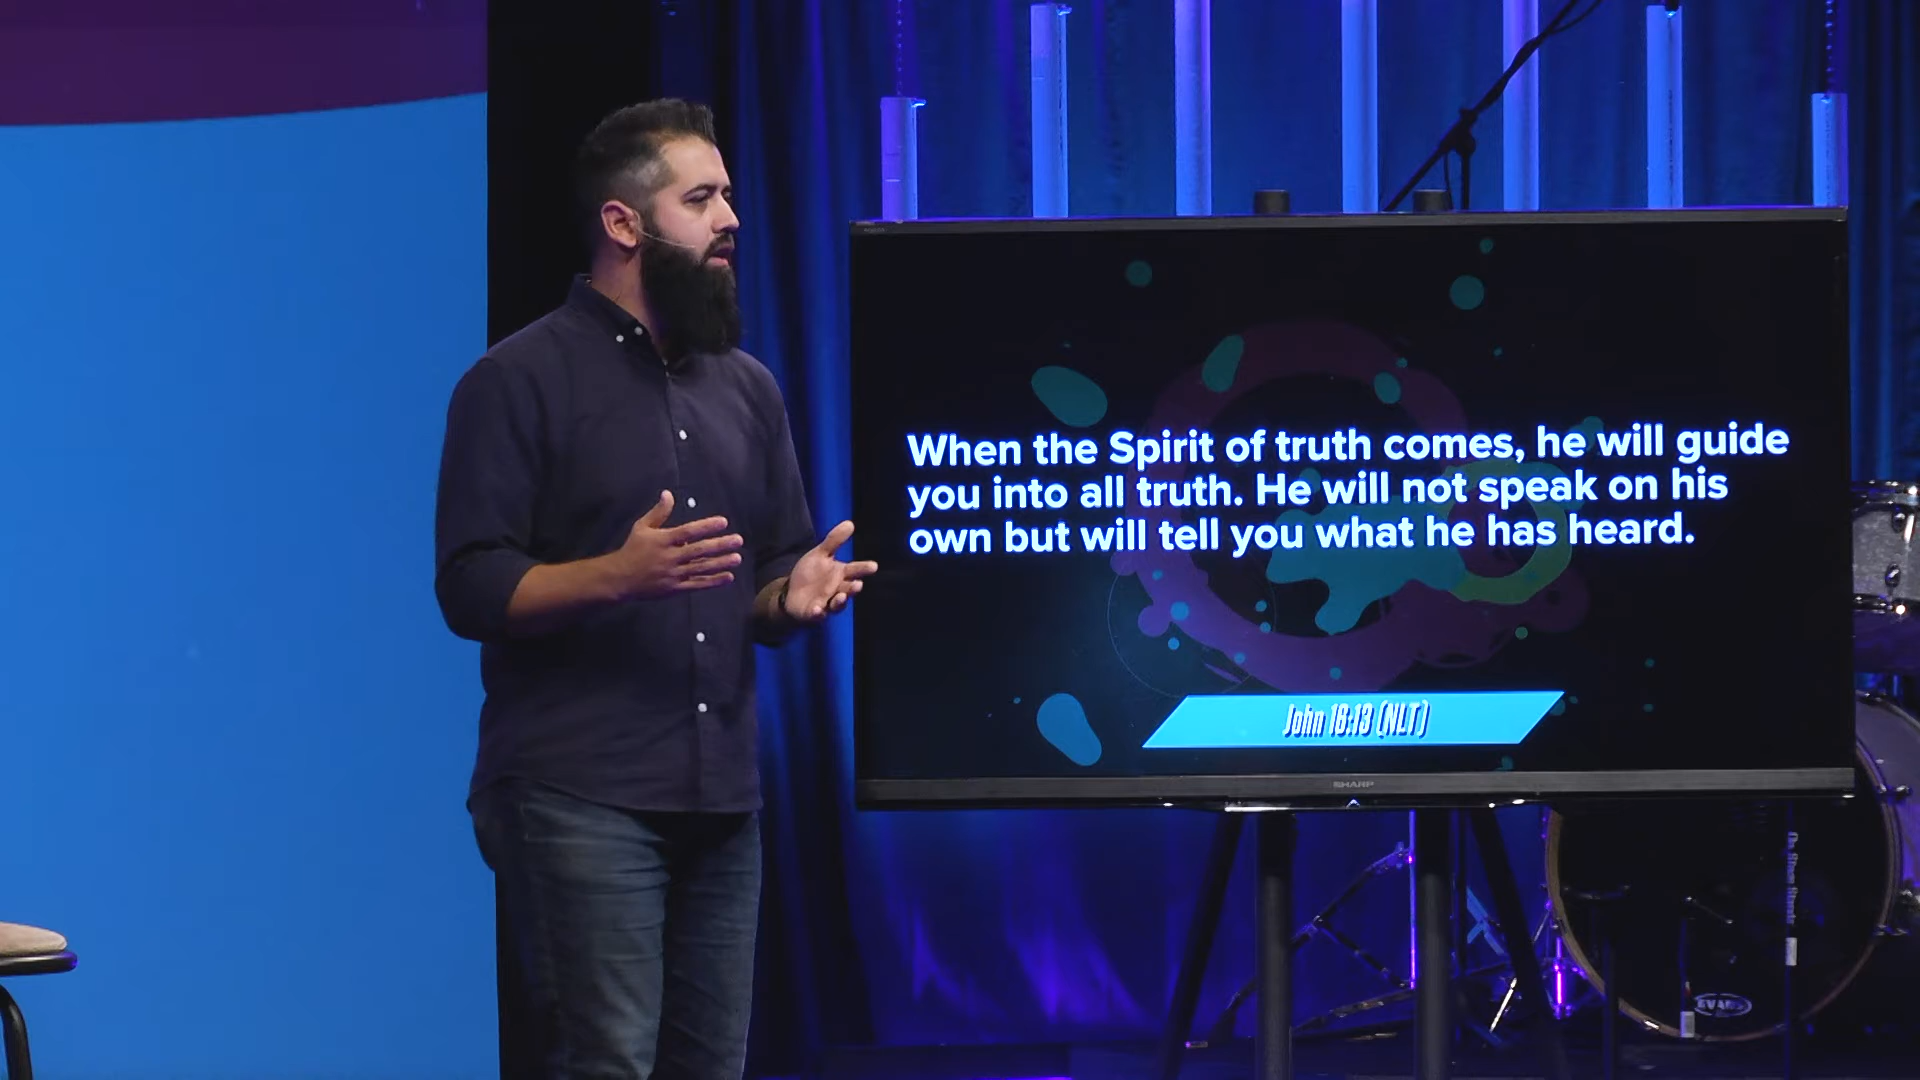 When the Spirit of truth comes, he will guide
you into all truth. He will not speak on his
own but will tell you what he has heard.
John 16:13 (NLT)
SHARP
EVANS